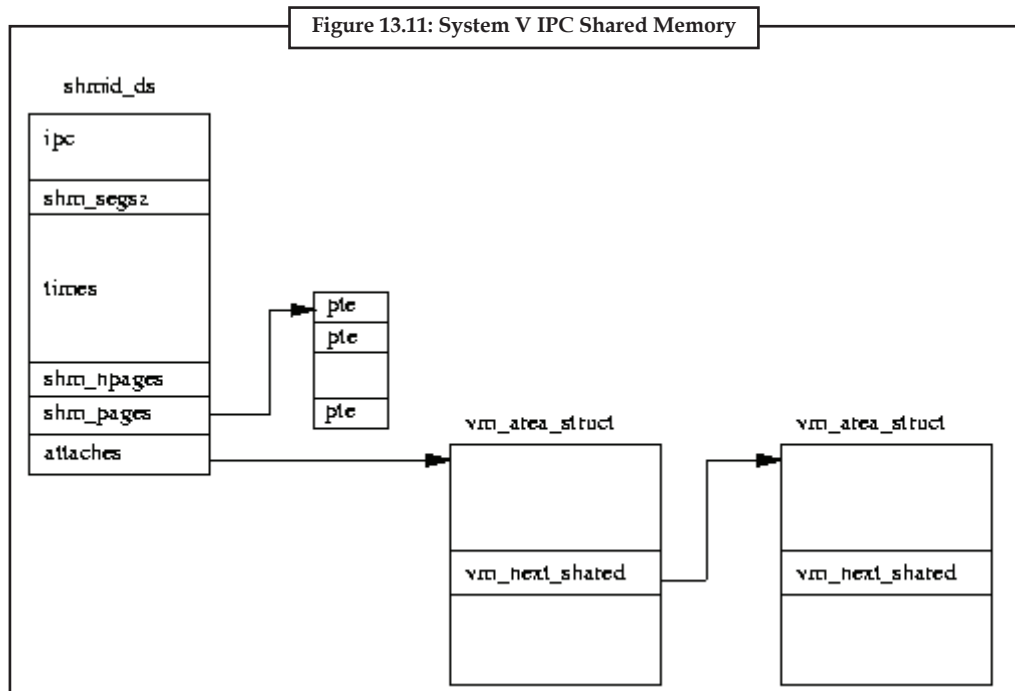 Figure 13.11: System V IPC Shared Memory
shmid_ds
ipc
shm_segsz
times
shm_npages
shm_pages
attaches
pte
pte
pte
vm_area_struct
vm_next_shared
vm_area_struct
vm_next_shared